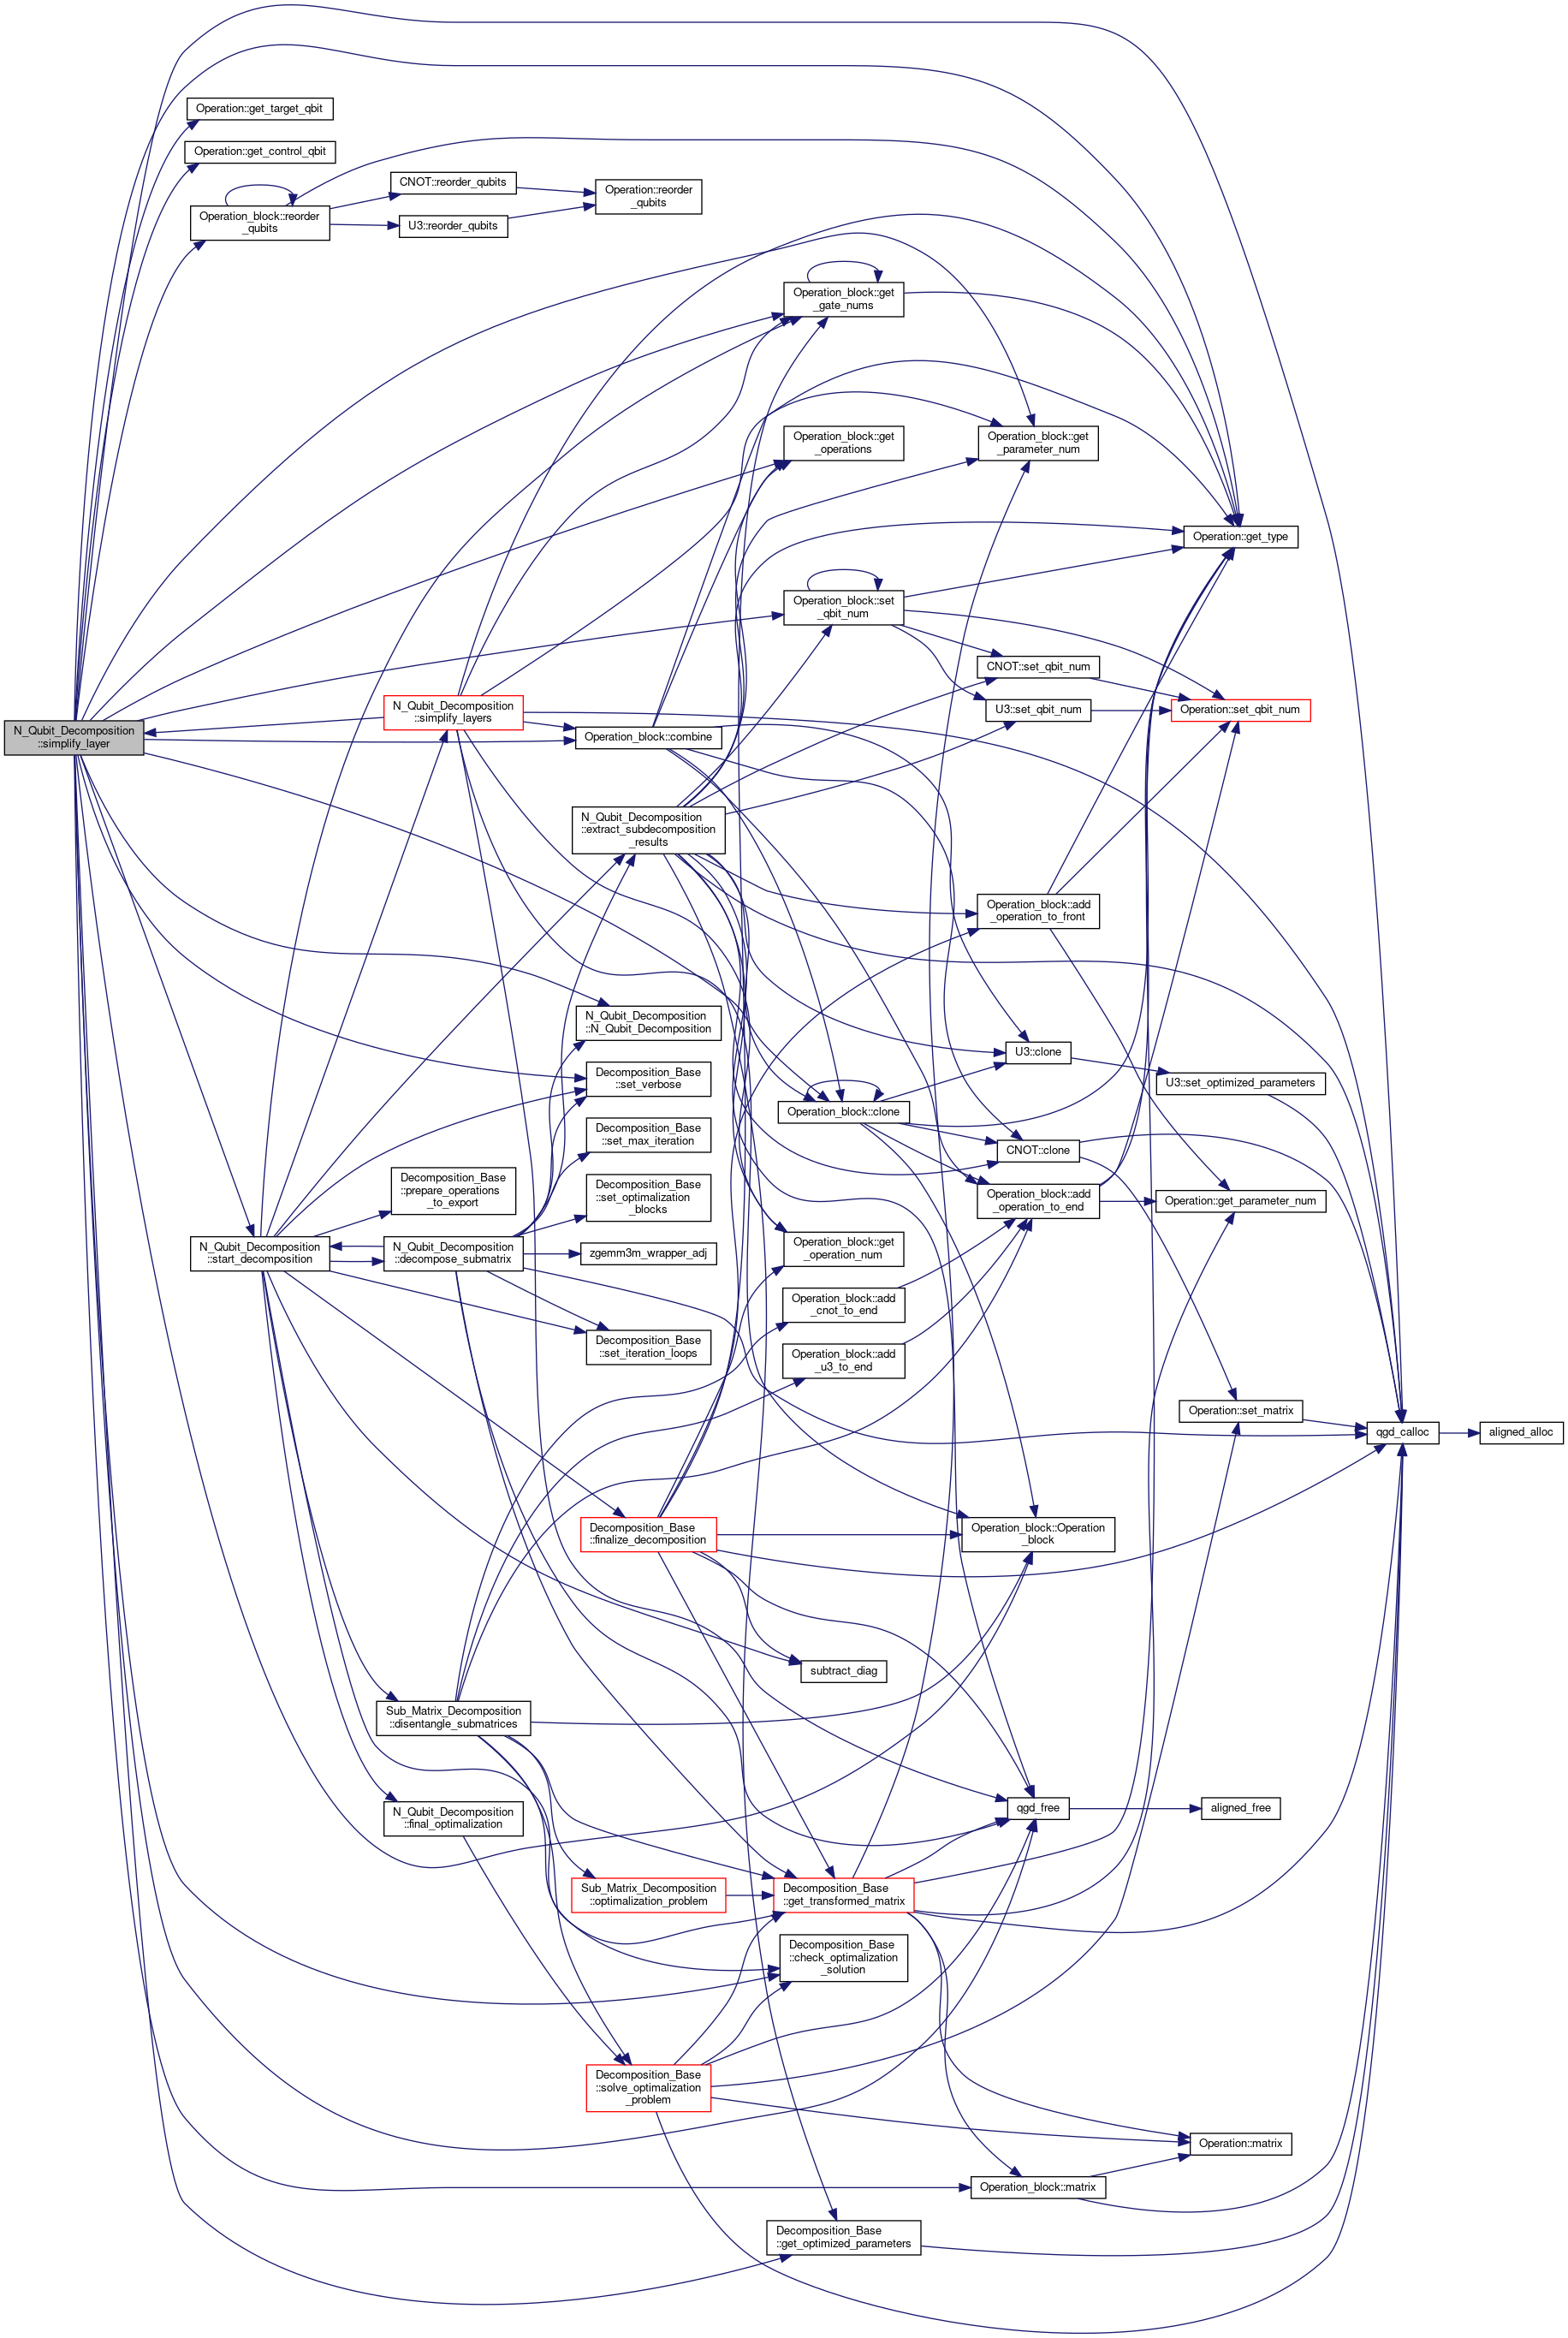 N_Qubit_Decomposition
::simplify_layer
Operation::get_target_qbit
Operation::get_control_qbit
Operation_block::reorder
_qubits
CNOT::reorder_qubits
U3::reorder_qubits
Operation::reorder
_qubits
Operation_block::get
_gate_nums
Operation_block::get
_operations
Operation_block::get
_parameter_num
Operation::get_type
Operation_block::set
_qbit_num
CNOT::set_qbit_num
U3::set_qbit_num
Operation::set_qbit_num
N_Qubit_Decomposition
::simplify_layers
Operation_block::combine
N_Qubit_Decomposition
::extract_subdecomposition
_results
Operation_block::add
_operation_to_front
N_Qubit_Decomposition
::N_Qubit_Decomposition
U3::clone
Decomposition_Base
::set_verbose
U3::set_optimized_parameters
Operation_block::clone
Decomposition_Base
::set_max_iteration
CNOT::clone
Decomposition_Base
::prepare_operations
_to_export
Decomposition_Base
::set_optimalization
_blocks
Operation_block::add
_operation_to_end
Operation::get_parameter_num
N_Qubit_Decomposition
::start_decomposition
N_Qubit_Decomposition
::decompose_submatrix
zgemm3m_wrapper_adj
Operation_block::get
_operation_num
Operation_block::add
_cnot_to_end
Decomposition_Base
::set_iteration_loops
Operation_block::add
_u3_to_end
Operation::set_matrix
qgd_calloc
aligned_alloc
Decomposition_Base
::finalize_decomposition
Operation_block::Operation
_block
subtract_diag
Sub_Matrix_Decomposition
::disentangle_submatrices
N_Qubit_Decomposition
::final_optimalization
qgd_free
aligned_free
Sub_Matrix_Decomposition
::optimalization_problem
Decomposition_Base
::get_transformed_matrix
Decomposition_Base
::check_optimalization
_solution
Decomposition_Base
::solve_optimalization
_problem
Operation::matrix
Operation_block::matrix
Decomposition_Base
::get_optimized_parameters